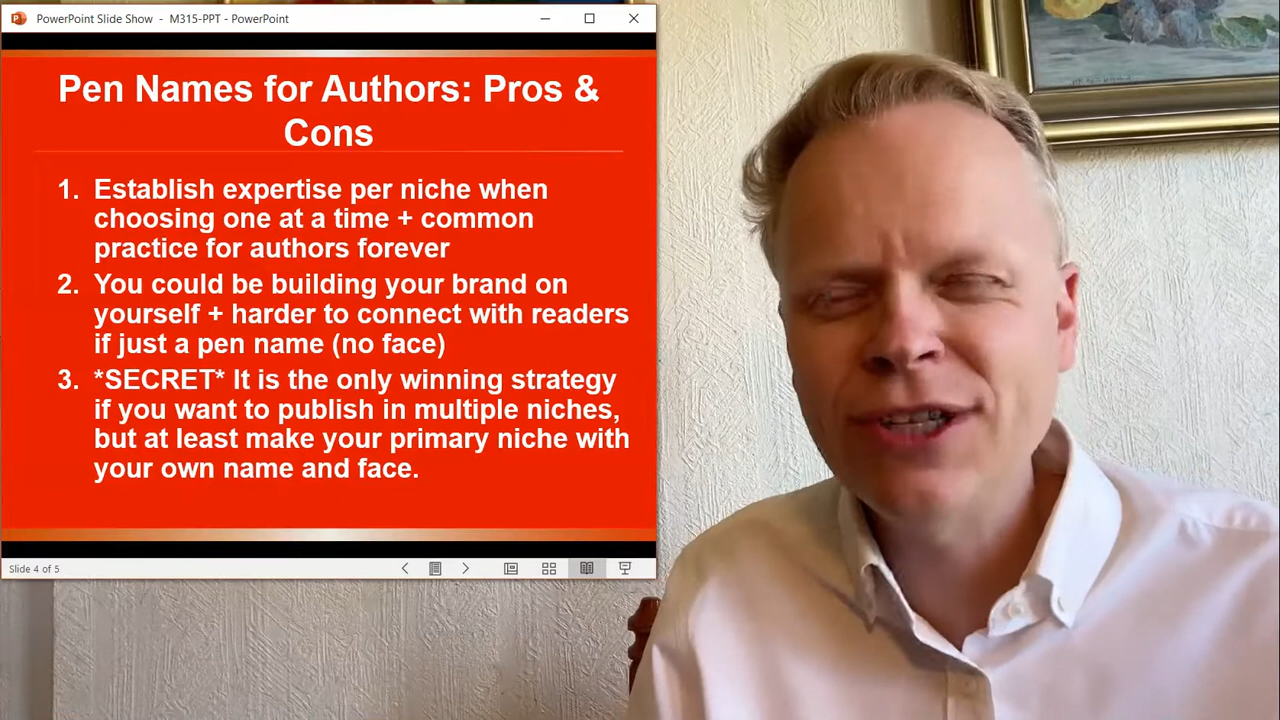 PowerPoint Slide Show - M315-PPT - PowerPoint
Pen Names for Authors: Pros &
Cons
1. Establish expertise per niche when
choosing one at a time + common
practice for authors forever
2. You could be building your brand on
yourself + harder to connect with readers
if just a pen name (no face)
3. *SECRET* It is the only winning strategy
if you want to publish in multiple niches,
but at least make your primary niche with
your own name and face.
Slide 4 of 5